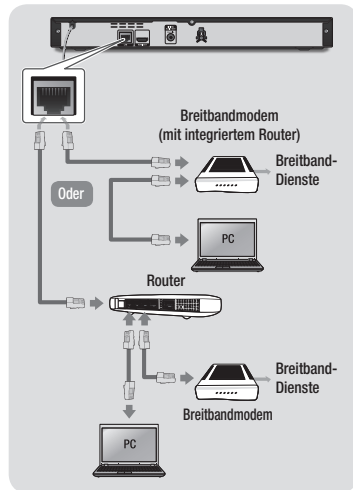 Breitbandmodem
(mit integriertem Router)
Breitband-
Dienste
Oder
PC
Router
Breitband-
Dienste
Breitbandmodem
PC